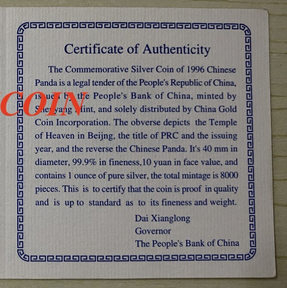 Certificate of Authenticity
The Commemorative Silver Coin of 1996 Chinese
Panda is a legal tender of the People's Republic of China,
issued by the People's Bank of China, minted by
Shenyang Mint, and solely distributed by China Gold
Coin Incorporation. The obverse depicts the Temple
of Heaven in Beijng, the title of PRC and the issuing
year, and the reverse the Chinese Panda. It's 40 mm in
diameter, 99.9% in fineness,10 yuan in face value, and
contains 1 ounce of pure silver, the total mintage is 8000
pieces. This is to certify that the coin is proof in quality
and is up to standard as to its fineness and weight.
Dai Xianglong
Governor
The People's Bank of China
COIN